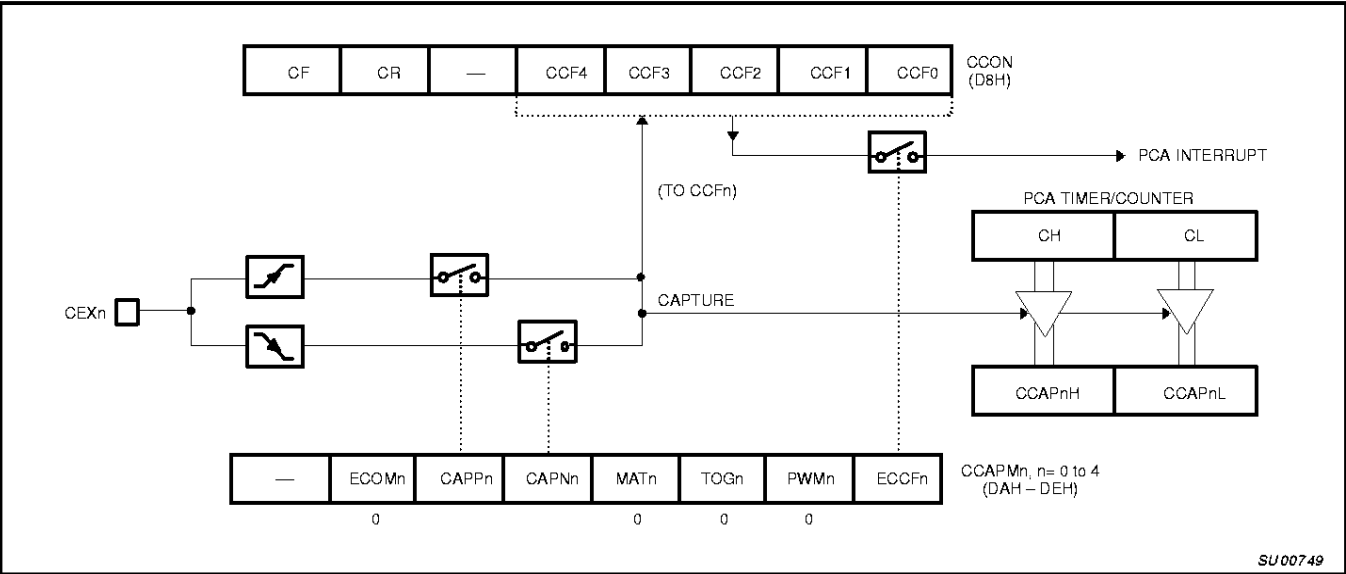 CF CR — CCF4 CCF3 CCF2 CCF1 CCF0 CCON
(D8H)
PCA INTERRUPT
(TO CCFn)
PCA TIMER/COUNTER
CH CL
CEXn
CAPTURE
CCAPnH CCAPnL
— ECOMn CAPPn CAPNn MATn TOGn PWMn ECCFn CCAPMn, n= 0 to 4
(DAH – DEH)
0 0 0 0
SU00749